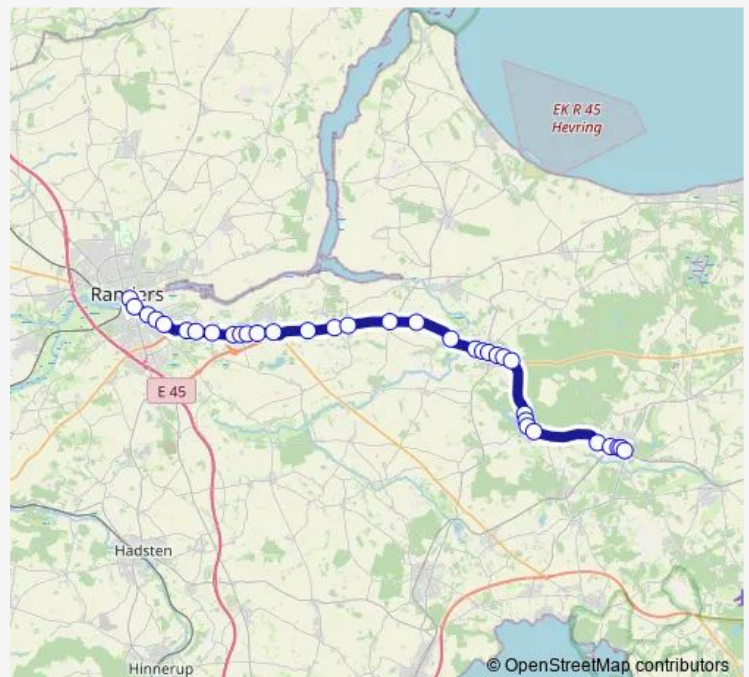 EK R 45
Hevring
Randers
E 45
Hadsten
Hinnerup
© OpenStreetMap contributors